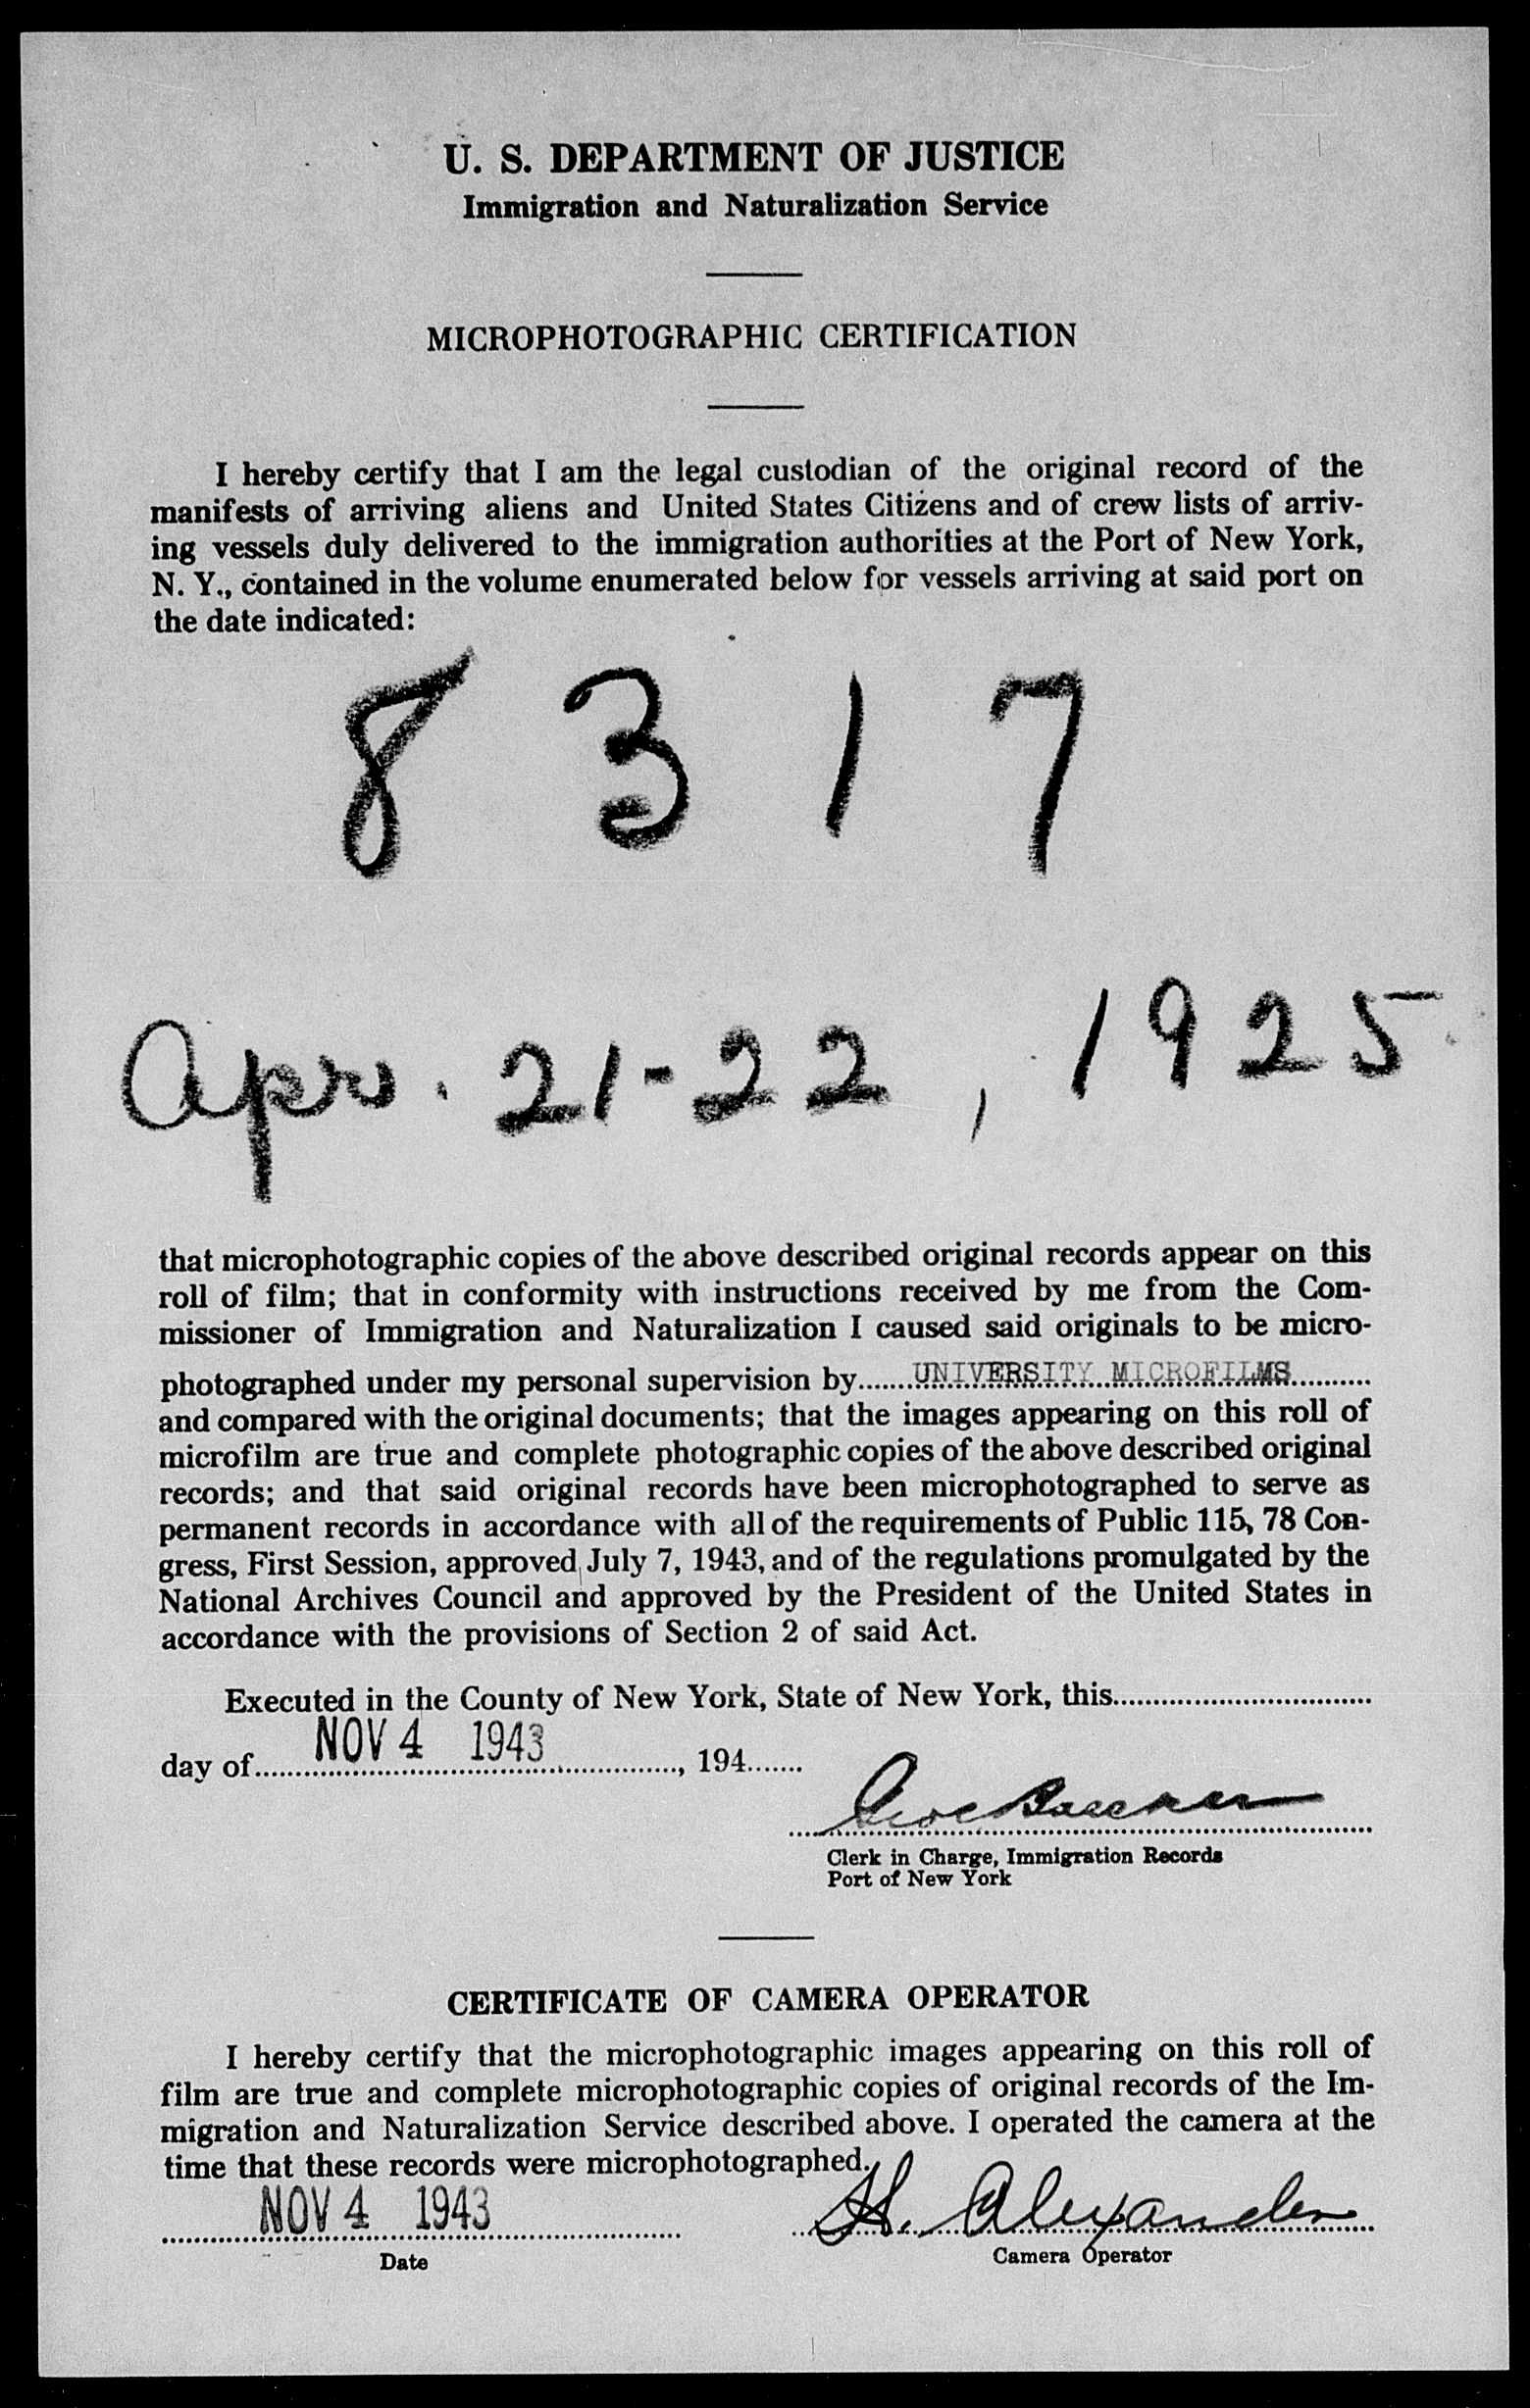 U. S. DEPARTMENT OF JUSTICE
Immigration and Naturalization Service
MICROPHOTOGRAPHIC CERTIFICATION
I hereby certify that I am the legal custodian of the original record of the
manifests of arriving aliens and United States Citizens and of crew lists of arriv-
ing vessels duly delivered to the immigration authorities at the Port of New York,
N. Y., contained in the volume enumerated below for vessels arriving at said port on
the date indicated:
8 3 1 7
Apr. 21-22, 1925
that microphotographic copies of the above described original records appear on this
roll of film; that in conformity with instructions received by me from the Com-
missioner of Immigration and Naturalization I caused said originals to be micro-
photographed under my personal supervision by UNIVERSITY MICROFILMS
and compared with the original documents; that the images appearing on this roll of
microfilm are true and complete photographic copies of the above described original
records; and that said original records have been microphotographed to serve as
permanent records in accordance with all of the requirements of Public 115, 78 Con-
gress, First Session, approved July 7, 1943, and of the regulations promulgated by the
National Archives Council and approved by the President of the United States in
accordance with the provisions of Section 2 of said Act.
Executed in the County of New York, State of New York, this
day of NOV 4 1943, 194
Clerk in Charge, Immigration Records
Port of New York
CERTIFICATE OF CAMERA OPERATOR
I hereby certify that the microphotographic images appearing on this roll of
film are true and complete microphotographic copies of original records of the Im-
migration and Naturalization Service described above. I operated the camera at the
time that these records were microphotographed.
NOV 4 1943 H. Alexander
Date Camera Operator